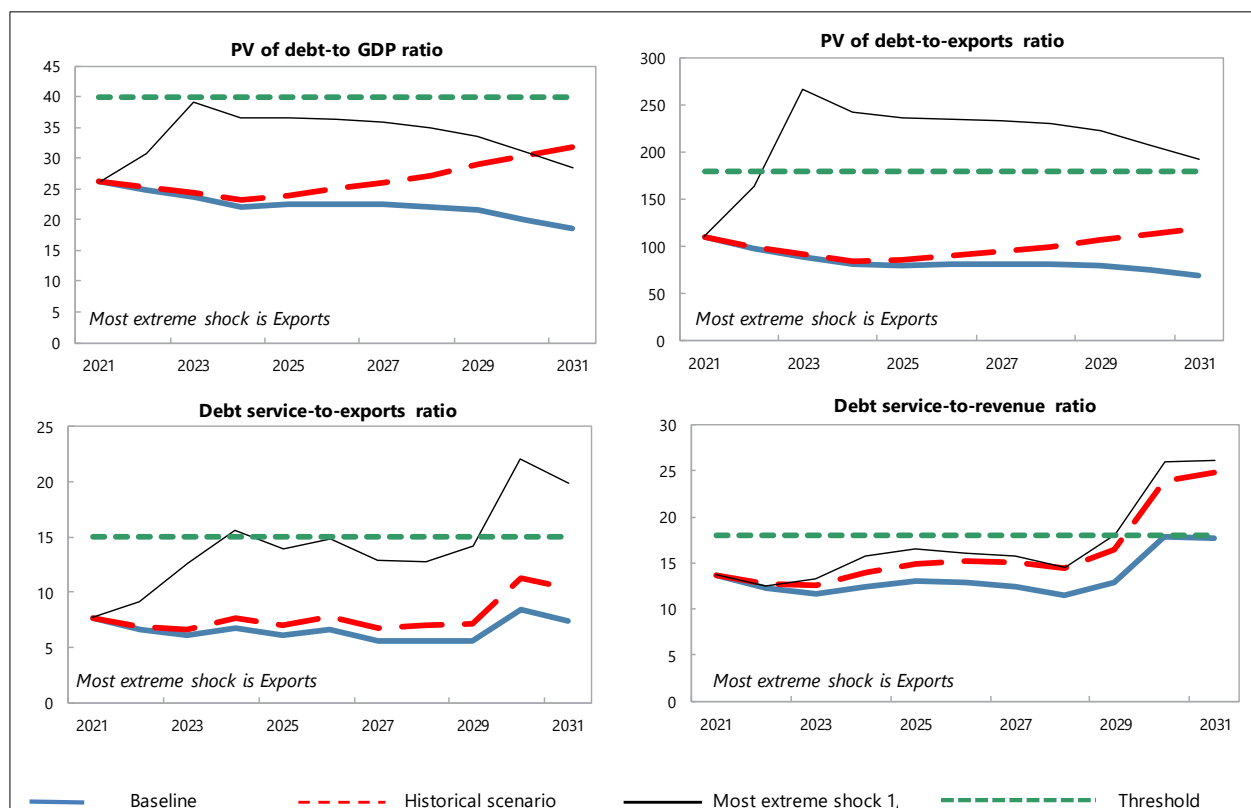 PV of debt-to GDP ratio
45
40
35
30
25
20
15
10
5
0
Most extreme shock is Exports
2021 2023 2025 2027 2029 2031
PV of debt-to-exports ratio
300
250
200
150
100
50
0
Most extreme shock is Exports
2021 2023 2025 2027 2029 2031
Debt service-to-exports ratio
25
20
15
10
5
0
Most extreme shock is Exports
2021 2023 2025 2027 2029 2031
Debt service-to-revenue ratio
30
25
20
15
10
5
0
Most extreme shock is Exports
2021 2023 2025 2027 2029 2031
Baseline Historical scenario Most extreme shock 1/ Threshold